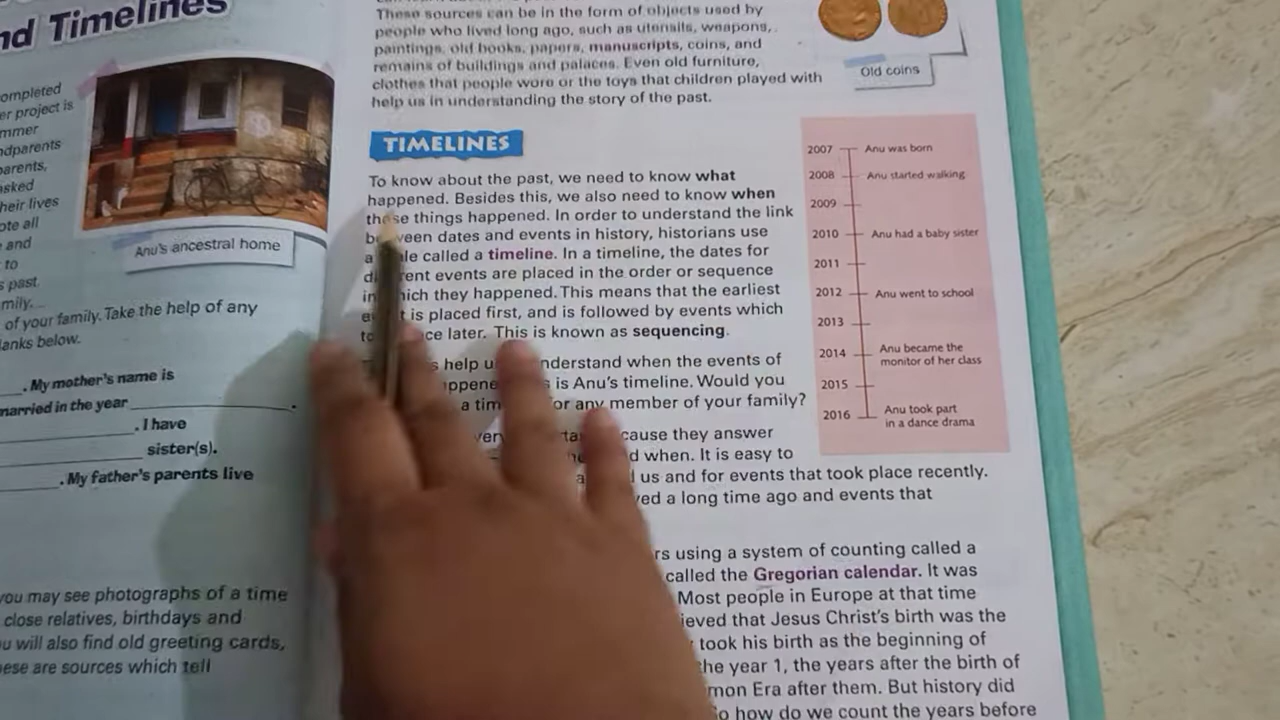 nd Timelines
ompleted
er project is
mmer
ndparents
parents,
asked
heir lives
ote all
and
to
s past.
mily.
of your family. Take the help of any
lanks below.
. My mother's name is
married in the year ____________.
. I have
sister(s).
. My father's parents live
you may see photographs of a time
close relatives, birthdays and
u will also find old greeting cards,
hese are sources which tell
Anu's ancestral home
These sources can be in the form of objects used by
people who lived long ago, such as utensils, weapons,
paintings, old books, papers, manuscripts, coins, and
remains of buildings and palaces. Even old furniture,
clothes that people wore or the toys that children played with
help us in understanding the story of the past.
Old coins
TIMELINES
To know about the past, we need to know what
happened. Besides this, we also need to know when
these things happened. In order to understand the link
between dates and events in history, historians use
a called a timeline. In a timeline, the dates for
different events are placed in the order or sequence
in which they happened. This means that the earliest
is placed first, and is followed by events which
later. This is known as sequencing.
help us understand when the events of
is Anu's timeline. Would you
a for any member of your family?
cause they answer
d when. It is easy to
us and for events that took place recently.
ved a long time ago and events that
rs using a system of counting called a
called the Gregorian calendar. It was
Most people in Europe at that time
ieved that Jesus Christ's birth was the
took his birth as the beginning of
the year 1, the years after the birth of
mon Era after them. But history did
o how do we count the years before
2007 Anu was born
2008 Anu started walking
2009
2010 Anu had a baby sister
2011
2012 Anu went to school
2013
2014 Anu became the
monitor of her class
2015
2016 Anu took part
in a dance drama